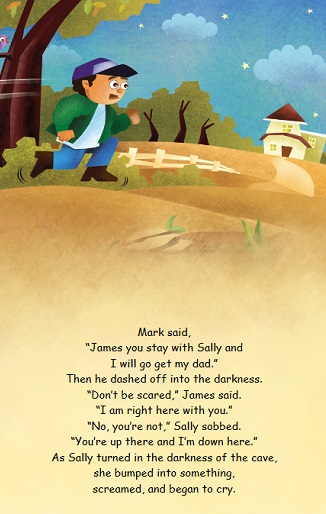 Mark said,
“James you stay with Sally and
I will go get my dad.”
Then he dashed off into the darkness.
“Don’t be scared,” James said.
“I am right here with you.”
“No, you’re not,” Sally sobbed.
“You’re up there and I’m down here.”
As Sally turned in the darkness of the cave,
she bumped into something,
screamed, and began to cry.